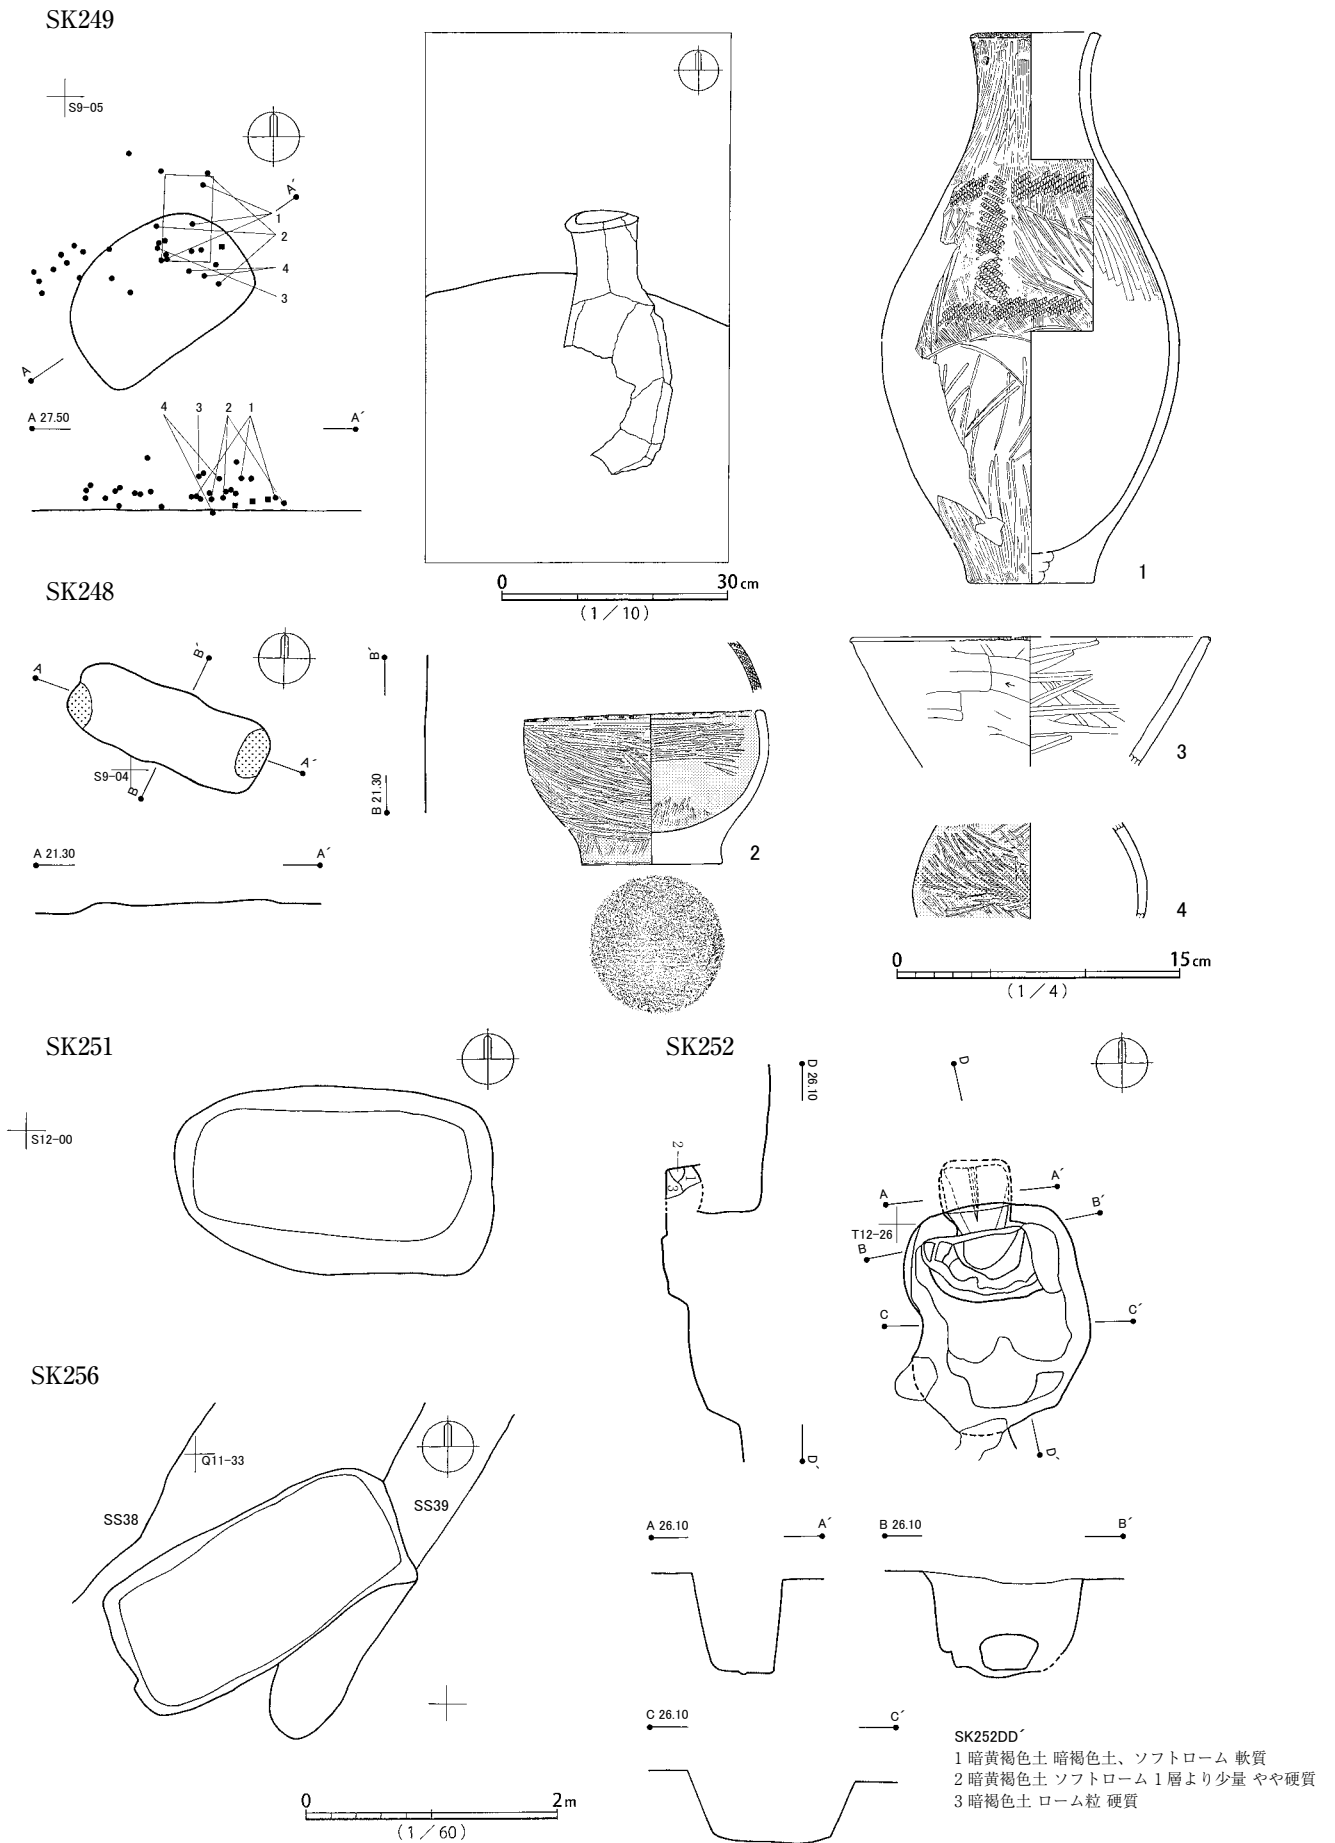 SK249
S9-05
A´
1
2
4
3
A
A 27.50
4 3 2 1
A´
0 30cm
(1／10)
1
SK248
A
B´
S9-04
B
A´
B´
B 21.30
A 21.30
A´
2
3
4
0 15cm
(1／4)
SK251
S12-00
SK252
D 26.10
2
1
3
D´
D
A
A´
B´
T12-26
B
C
C´
D´
SK256
Q11-33
SS38
SS39
A 26.10 A´
B 26.10 B´
C 26.10 C´
0 2m
(1／60)
SK252DD´
1 暗黄褐色土 暗褐色土、ソフトローム 軟質
2 暗黄褐色土 ソフトローム１層より少量 やや硬質
3 暗褐色土 ローム粒 硬質